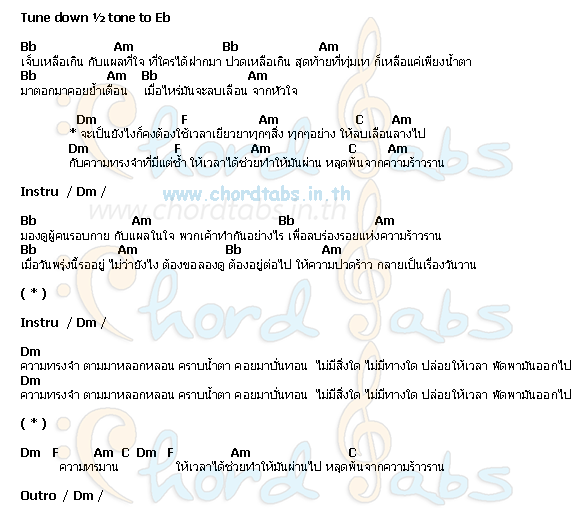 Tune down ½ tone to Eb
Bb Am Bb Am
เจ็บเหลือเกิน กับแผลที่ใจ ที่ใครได้ฝากมา ปวดเหลือเกิน สุดท้ายที่ทุ่มเท ก็เหลือแค่เพียงน้ำตา
Bb Am Bb Am
มาตอกมาคอยย้ำเตือน เมื่อไหร่มันจะลบเลือน จากหัวใจ
Dm F Am C Am
* จะเป็นยังไงก็คงต้องใช้เวลาเยียวยาทุกๆสิ่ง ทุกๆอย่าง ให้ลบเลือนลางไป
Dm F Am C Am
กับความทรงจำที่มีแต่ช้ำ ให้เวลาได้ช่วยทำให้มันผ่าน หลุดพ้นจากความร้าวราน
Instru / Dm /
www.chordtabs.in.th
www.chordtabs.in.th
Bb Am Bb Am
มองดูผู้คนรอบกาย กับแผลในใจ พวกเค้าทำกันอย่างไร เพื่อลบร่องรอยแห่งความร้าวราน
Bb Am Bb Am
เมื่อวันพรุ่งนี้รออยู่ ไม่ว่ายังไง ต้องขอลองดู ต้องอยู่ต่อไป ให้ความปวดร้าว กลายเป็นเรื่องวันวาน
( * )
Chord Tabs
Instru / Dm /
Dm
ความทรงจำ ตามมาหลอกหลอน คราบน้ำตา คอยมาบั่นทอน ไม่มีสิ่งใด ไม่มีทางใด ปล่อยให้เวลา พัดพามันออกไป
Dm
ความทรงจำ ตามมาหลอกหลอน คราบน้ำตา คอยมาบั่นทอน ไม่มีสิ่งใด ไม่มีทางใด ปล่อยให้เวลา พัดพามันออกไป
( * )
Dm F Am C Dm F Am C
ความทรมาน ให้เวลาได้ช่วยทำให้มันผ่านไป หลุดพ้นจากความร้าวราน
Outro / Dm /